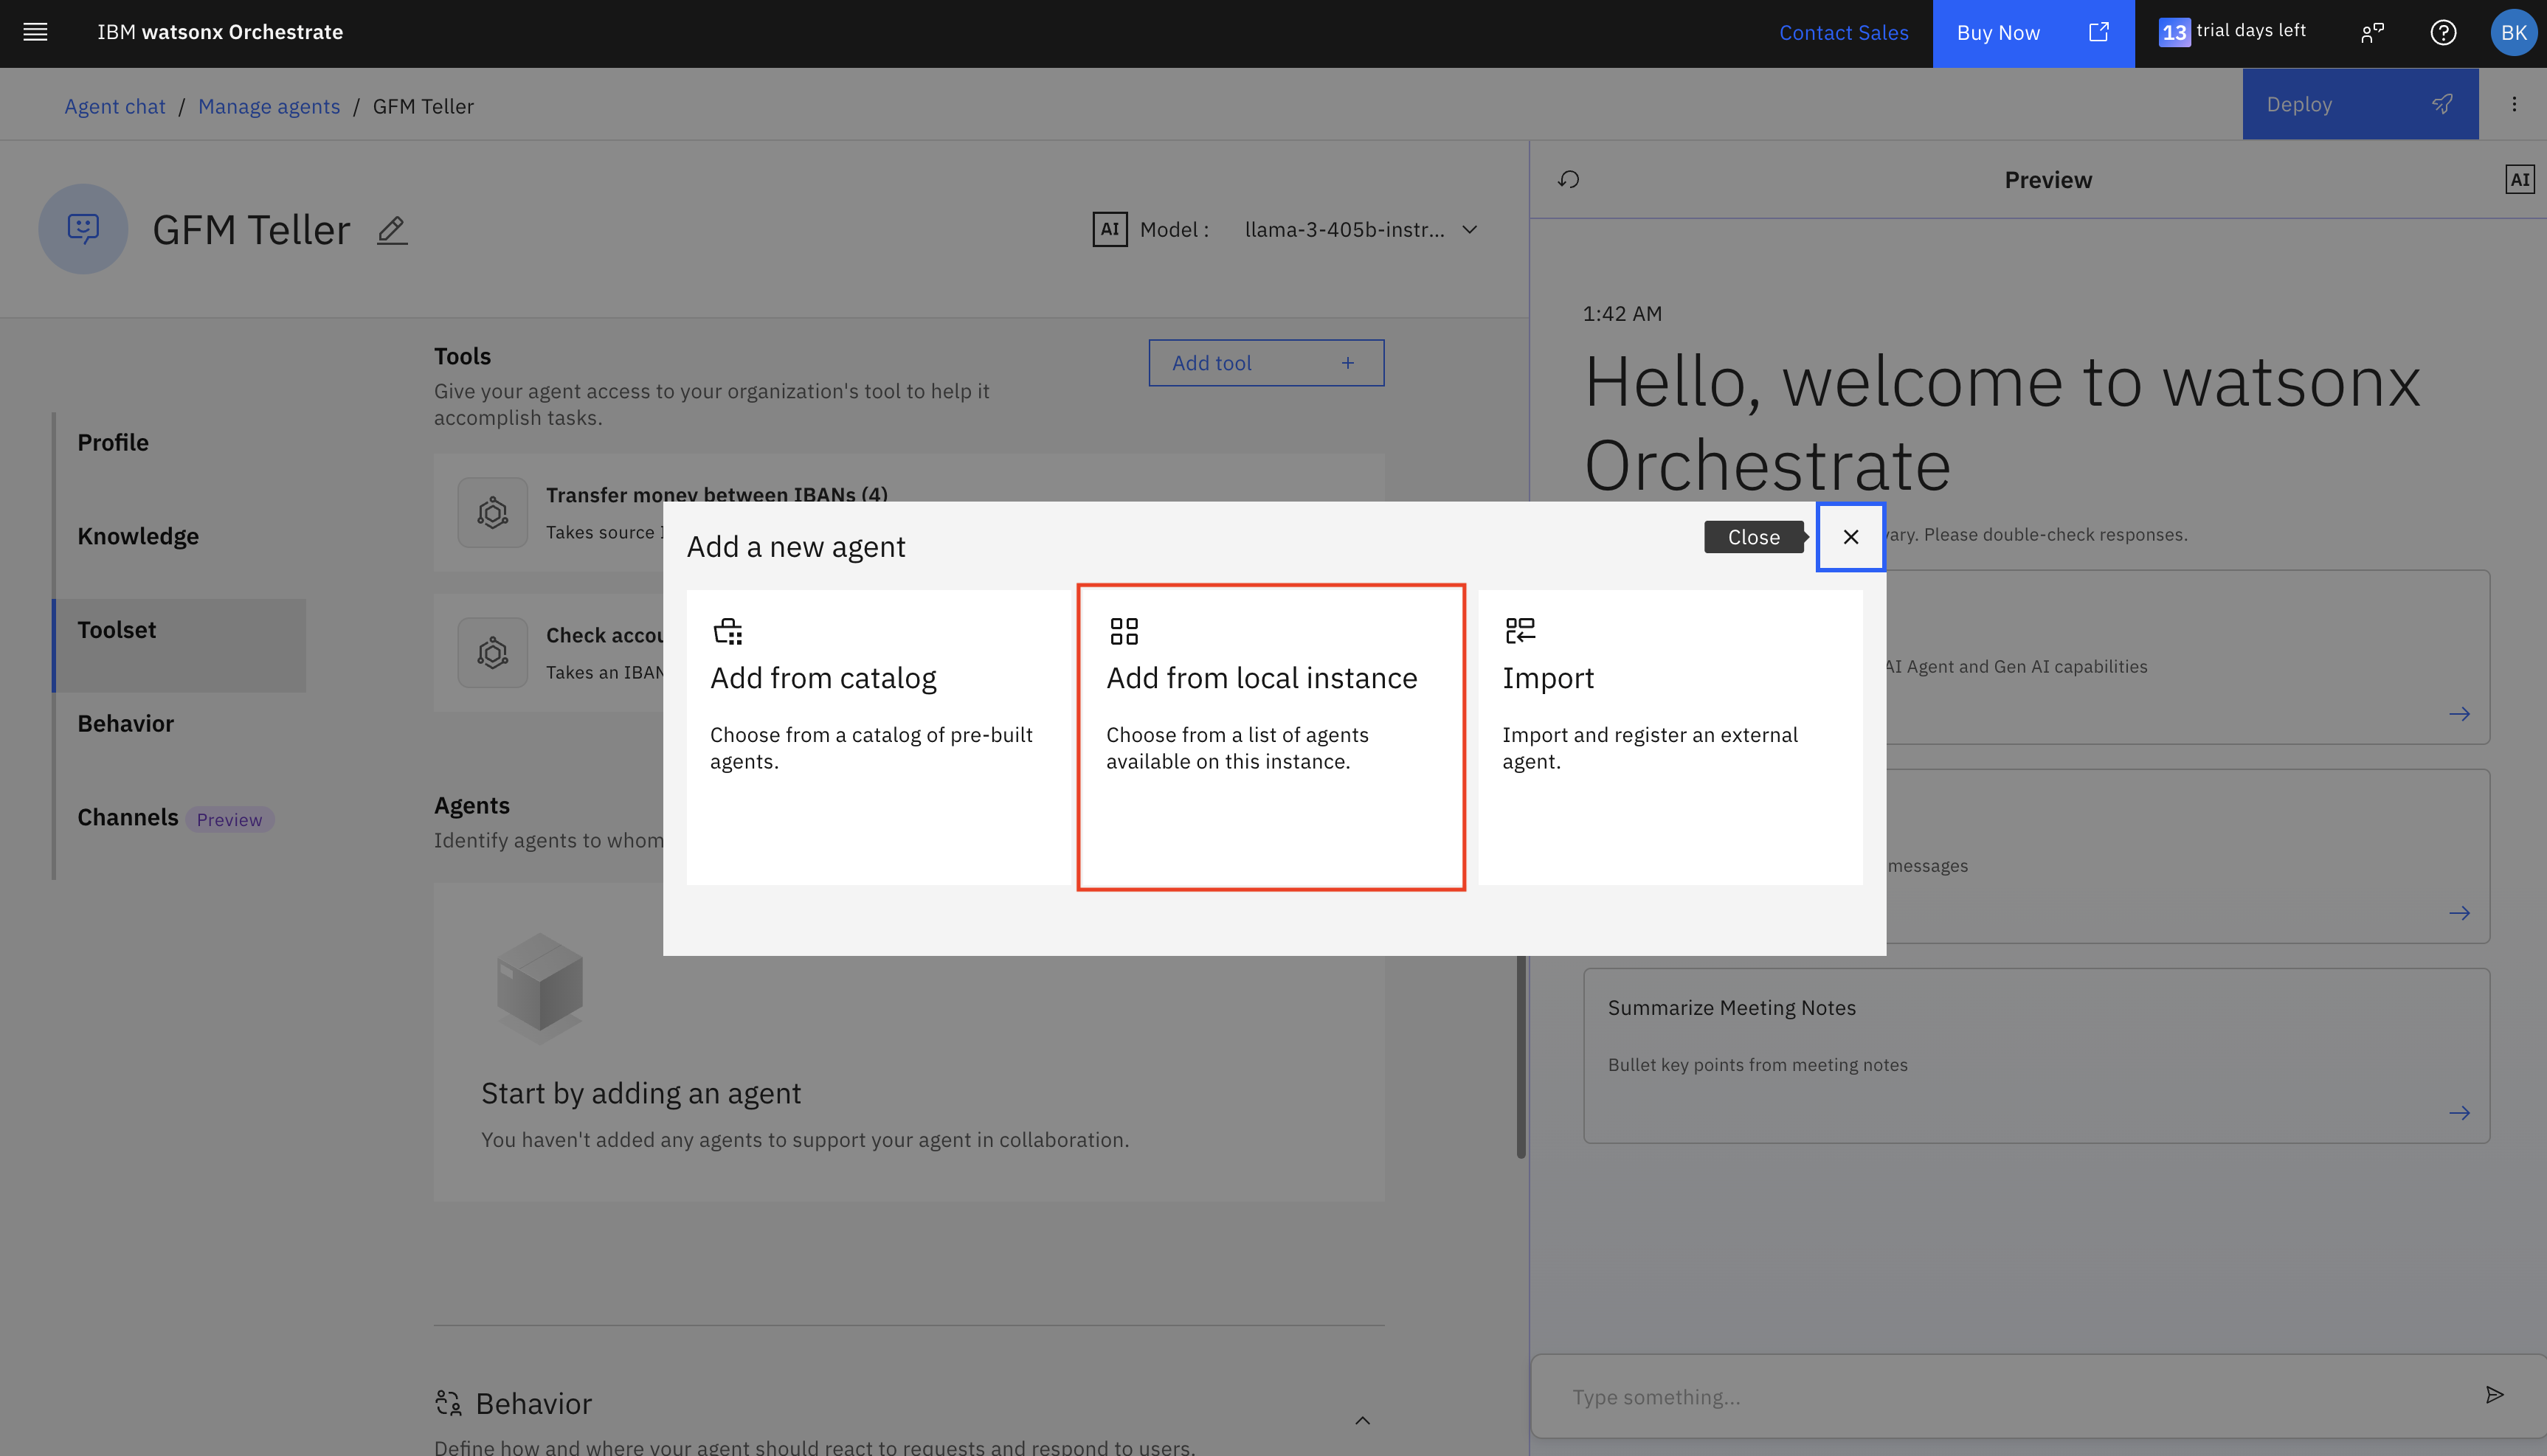 IBM watsonx Orchestrate
Contact Sales
Buy Now
13 trial days left
BK
Agent chat / Manage agents / GFM Teller
Deploy
GFM Teller
AI Model : llama-3-405b-instr...
Preview
AI
Profile
Knowledge
Toolset
Behavior
Channels Preview
Tools
Give your agent access to your organization's tool to help it
accomplish tasks.
Add tool +
Transfer money between IBANs (4)
Takes source
Check
Takes an IBAN
Agents
Identify agents to whom
Start by adding an agent
You haven't added any agents to support your agent in collaboration.
Behavior
Define how and where your agent should react to requests and respond to users.
Add a new agent
Close
Add from catalog
Choose from a catalog of pre-built
agents.
Add from local instance
Choose from a list of agents
available on this instance.
Import
Import and register an external
agent.
1:42 AM
Hello, welcome to watsonx
Orchestrate
vary. Please double-check responses.
AI Agent and Gen AI capabilities
messages
Summarize Meeting Notes
Bullet key points from meeting notes
Type something...